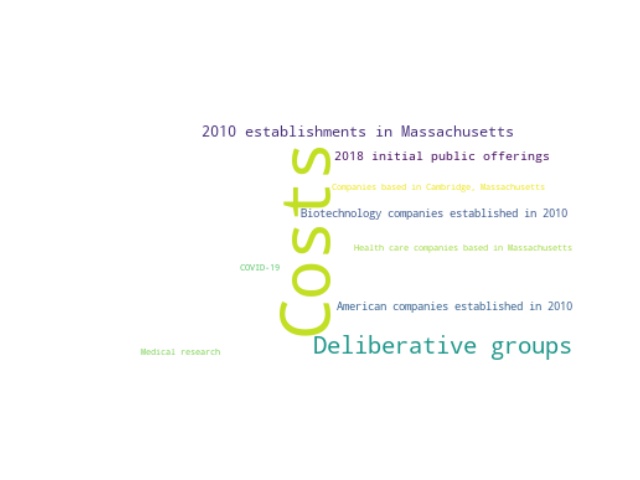 2010 establishments in Massachusetts
2018 initial public offerings
Costs
Companies based in Cambridge, Massachusetts
Biotechnology companies established in 2010
Health care companies based in Massachusetts
COVID-19
American companies established in 2010
Deliberative groups
Medical research